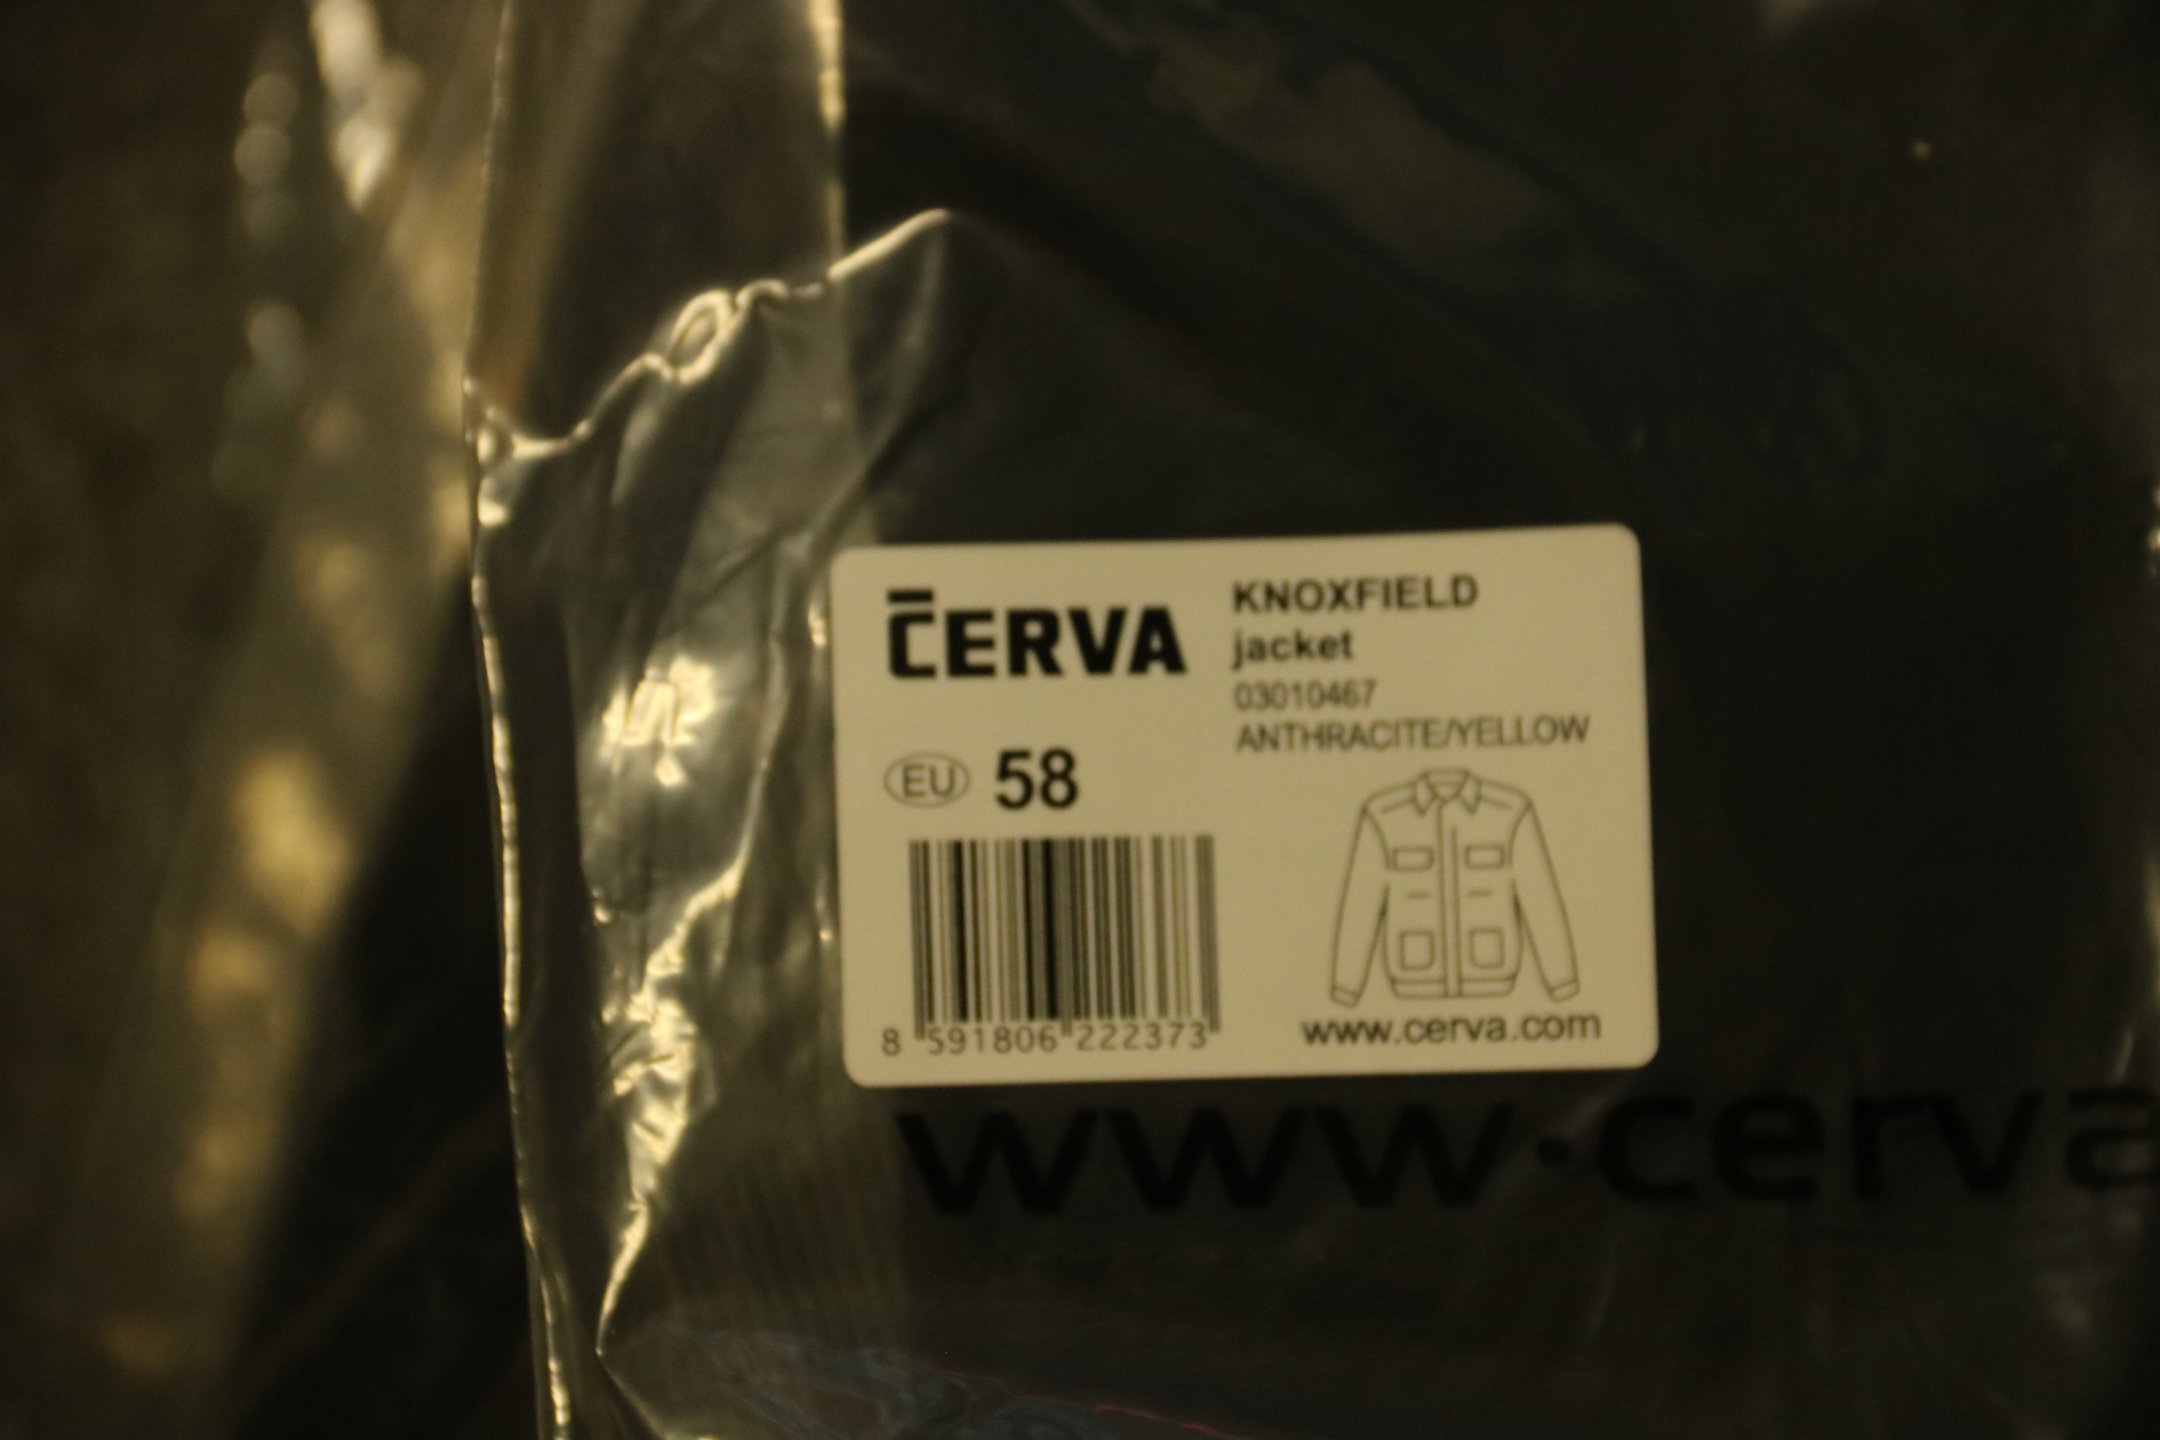 ČERVA
KNOXFIELD
jacket
03010467
ANTHRACITE/YELLOW
EU 58
8 591806 222373
www.cerva.com
www.cerva